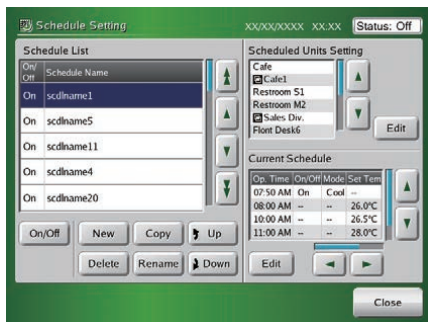 Schedule Setting
XX/XX/XXXX XX:XX
Status: Off
Schedule List
On/Off Schedule Name
On scdlname1
On scdlname5
On scdlname11
On scdlname4
On scdlname20
On/Off
New
Copy
Up
Delete
Rename
Down
Scheduled Units Setting
Cafe
Cafe1
Restroom S1
Restroom M2
Sales Div.
Flont Desk6
Edit
Current Schedule
Op. Time On/Off Mode Set Tem
07:50 AM On Cool --
08:00 AM -- -- 26.0°C
10:00 AM -- -- 26.5°C
11:00 AM -- -- 28.0°C
Edit
Close